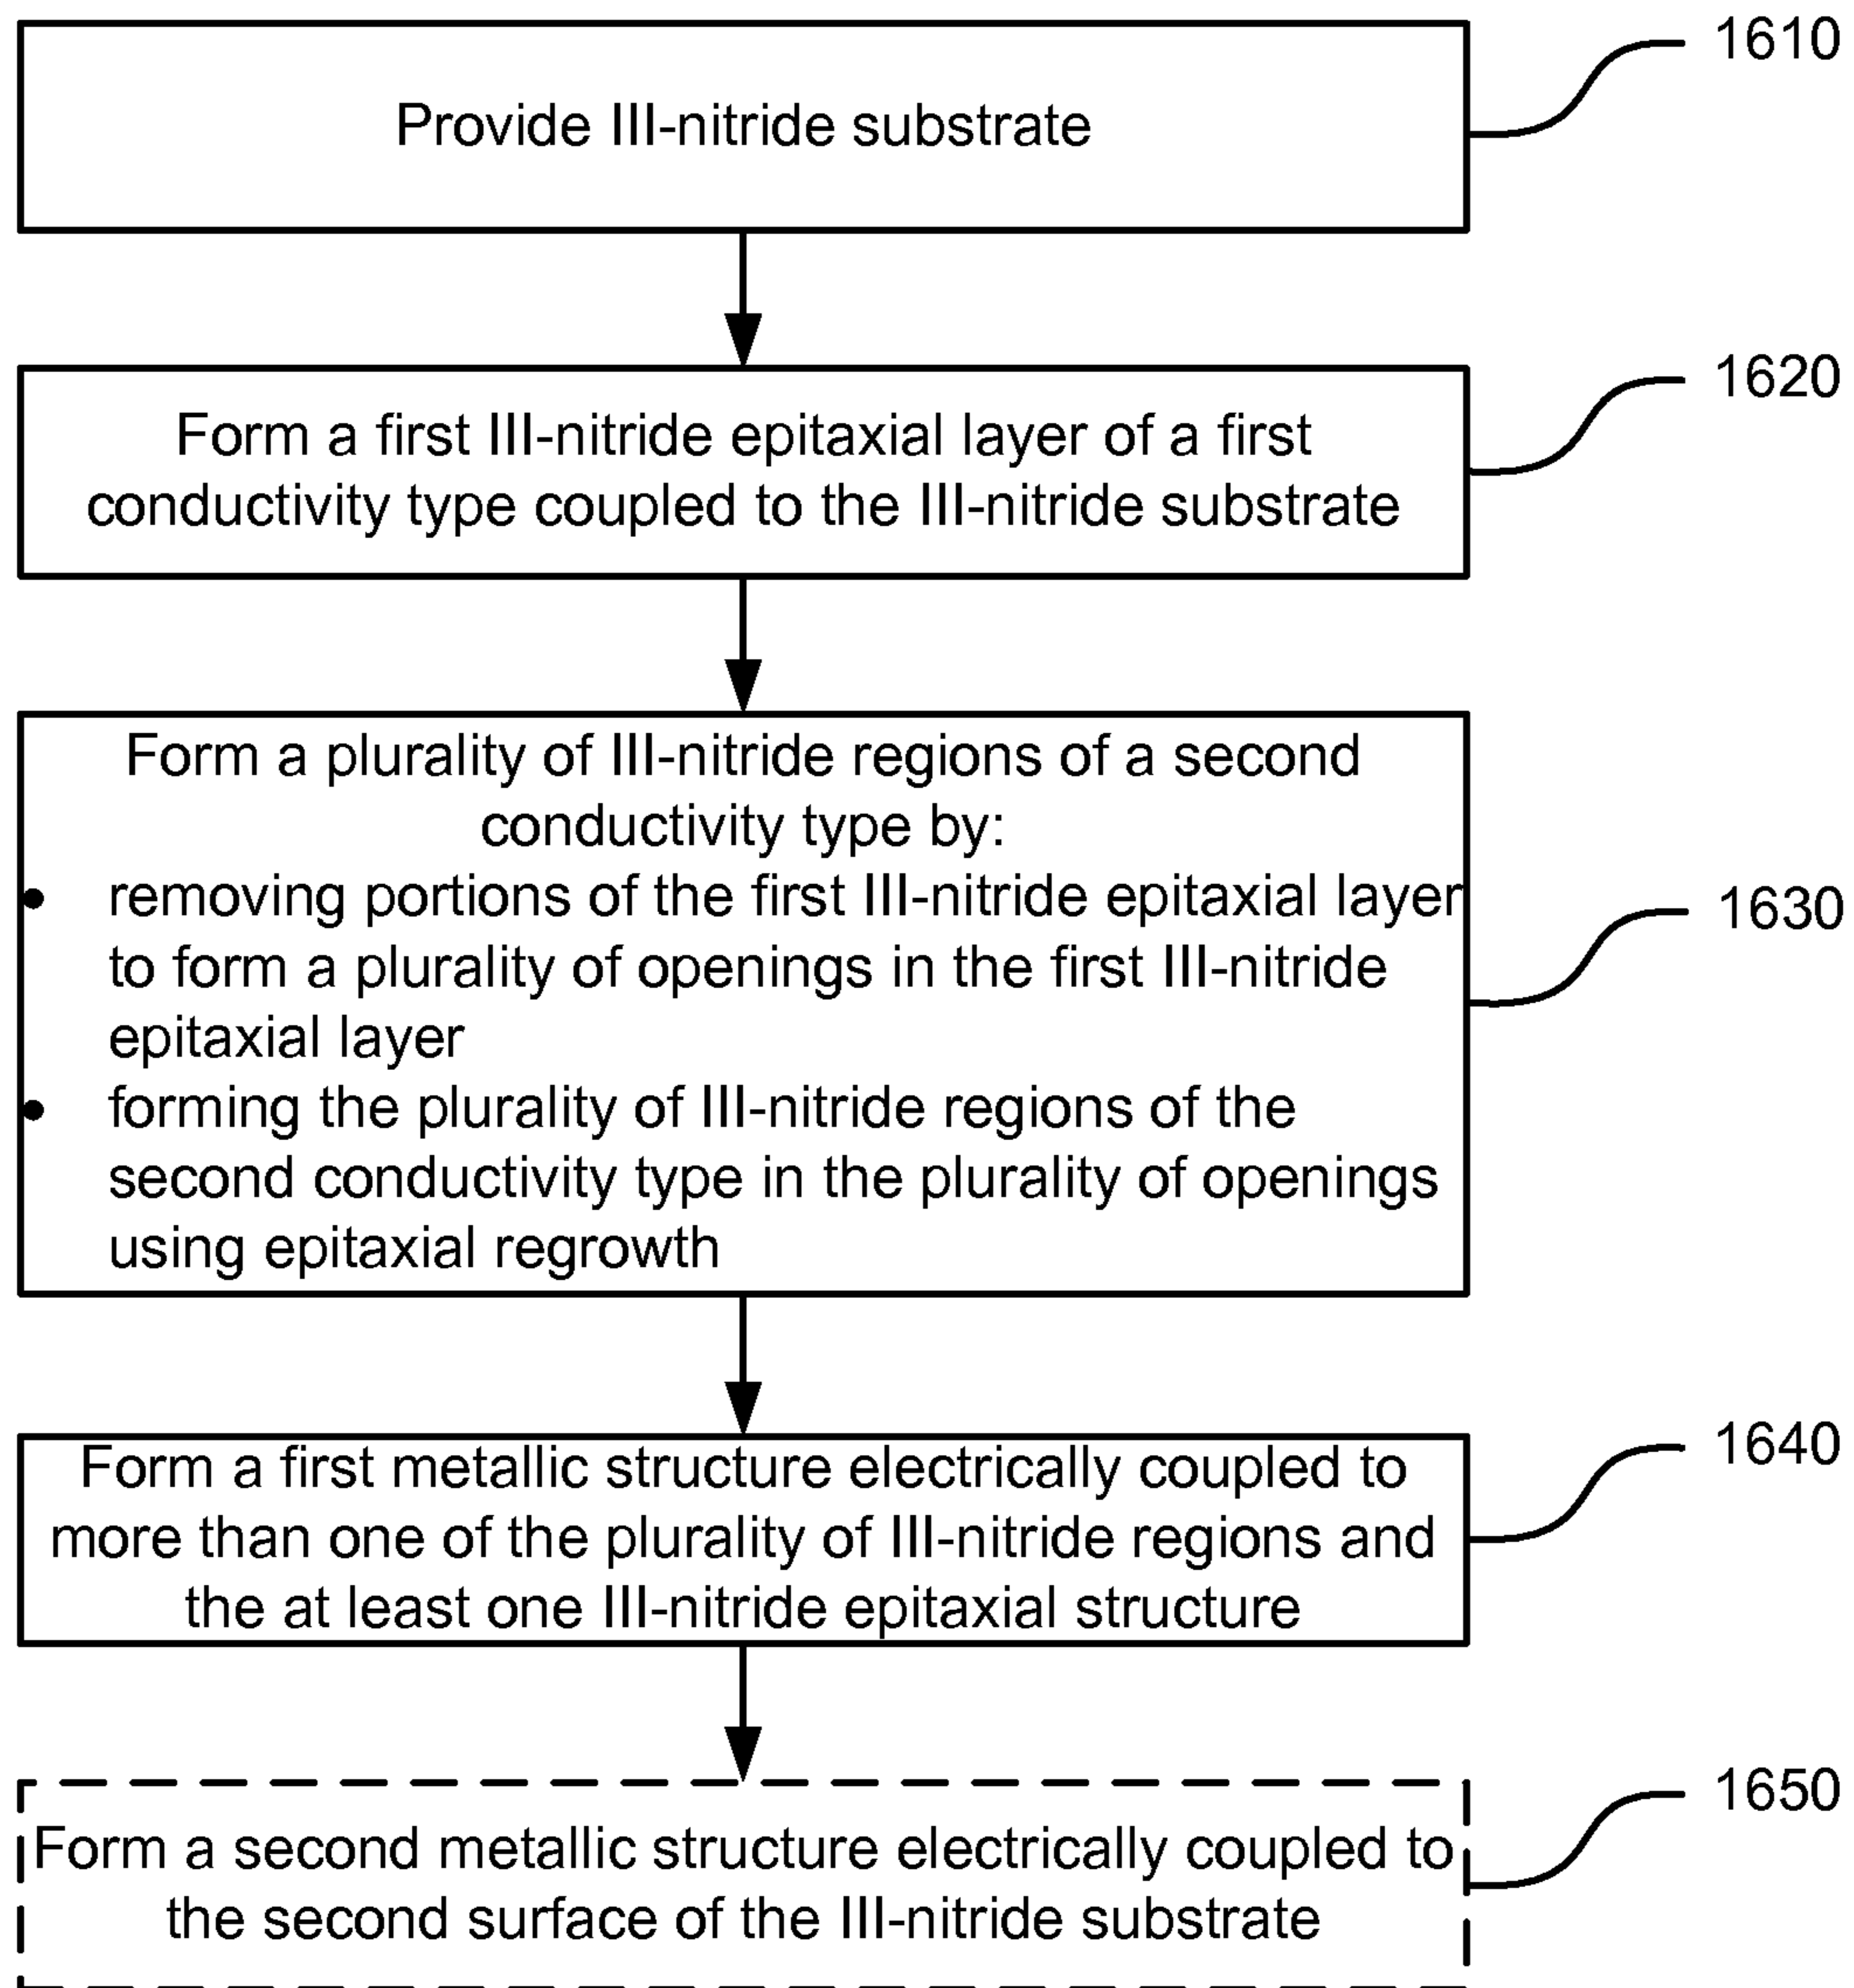 1610
Provide III-nitride substrate
1620
Form a first III-nitride epitaxial layer of a first
conductivity type coupled to the III-nitride substrate
Form a plurality of III-nitride regions of a second
conductivity type by:
• removing portions of the first III-nitride epitaxial layer
to form a plurality of openings in the first III-nitride
epitaxial layer
• forming the plurality of III-nitride regions of the
second conductivity type in the plurality of openings
using epitaxial regrowth
1630
Form a first metallic structure electrically coupled to
more than one of the plurality of III-nitride regions and
the at least one III-nitride epitaxial structure
1640
Form a second metallic structure electrically coupled to
the second surface of the III-nitride substrate
1650